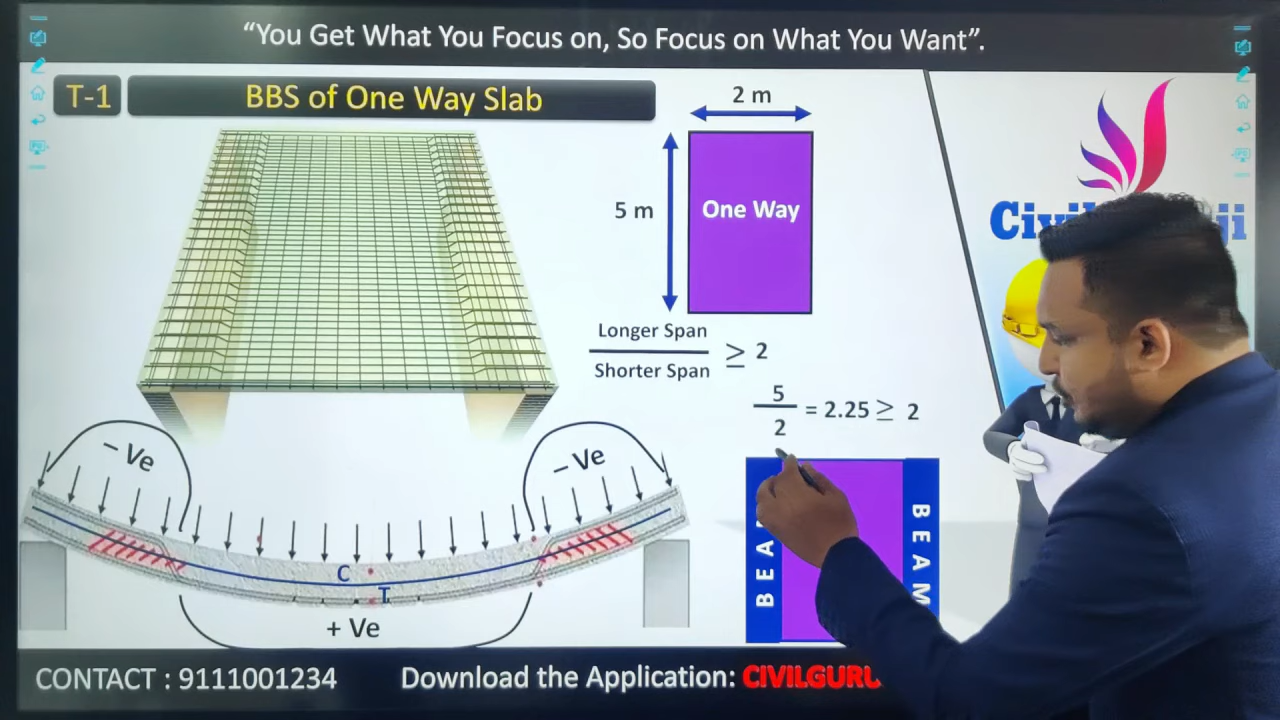 “You Get What You Focus on, So Focus on What You Want”.
T-1
BBS of One Way Slab
2 m
5 m
One Way
Longer Span
Shorter Span
≥ 2
5
2
= 2.25 ≥ 2
– Ve
– Ve
C
T
+ Ve
BEAM
CONTACT : 9111001234
Download the Application: CIVILGURU